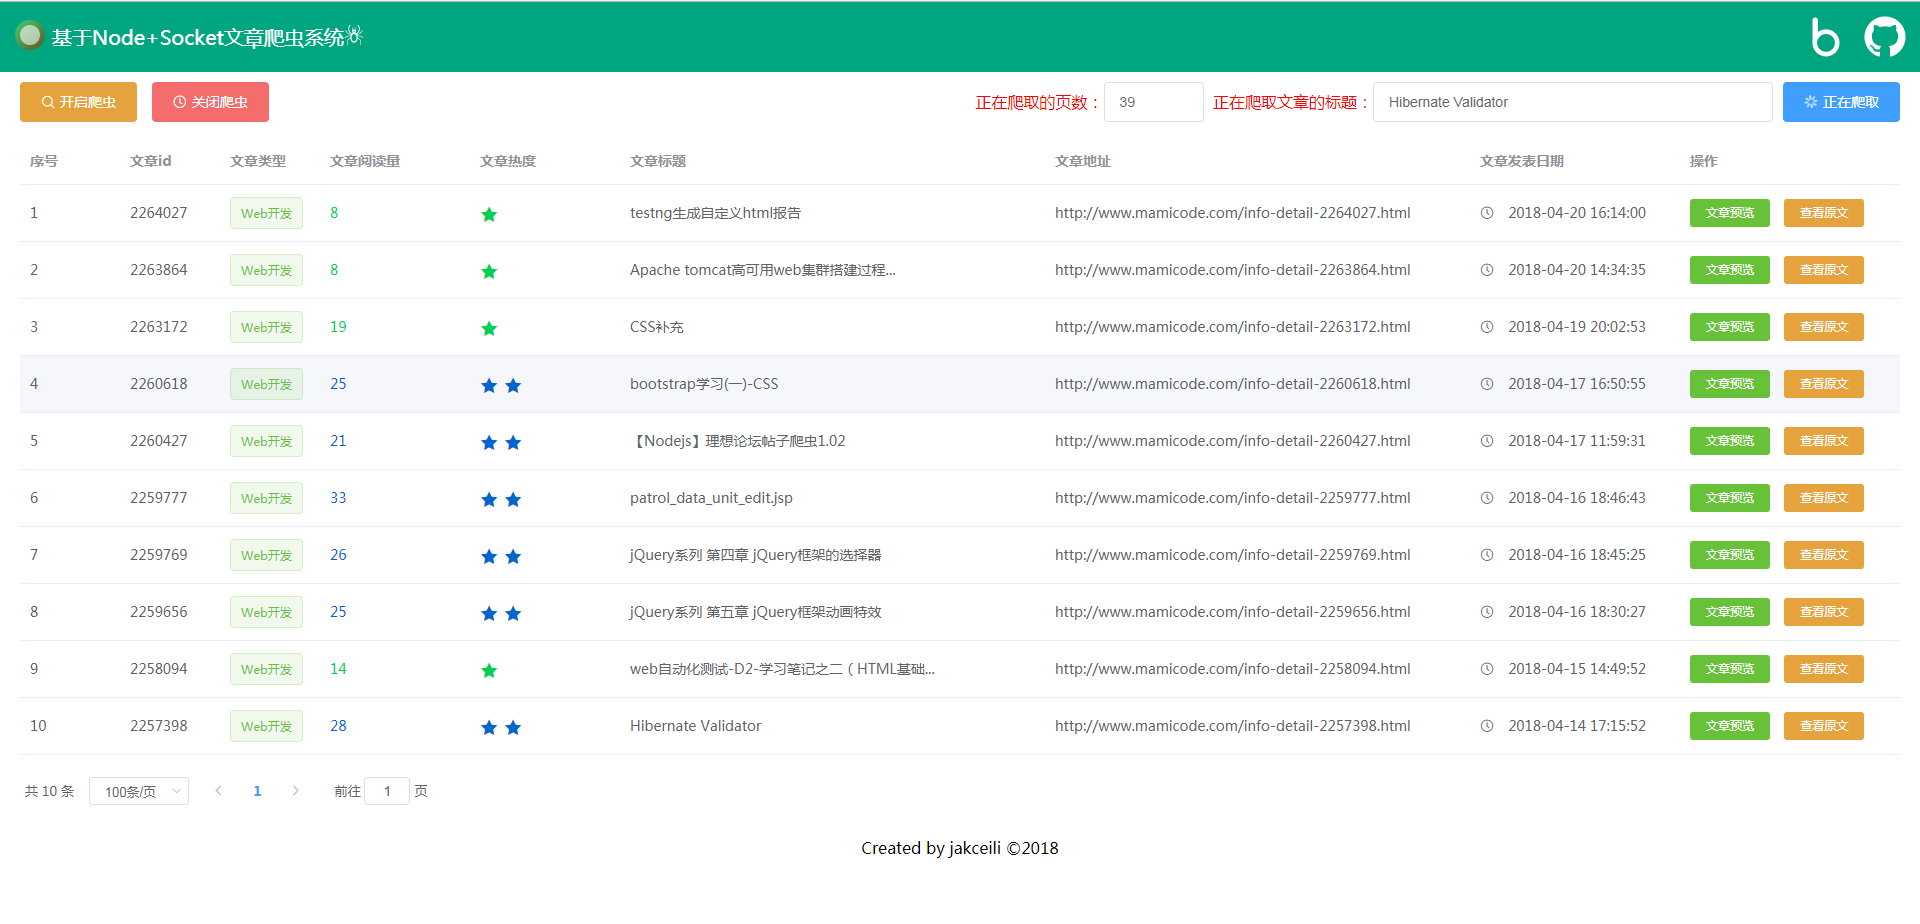 基于Node+Socket文章爬虫系统
开启爬虫 关闭爬虫 正在爬取的页数： 39 正在爬取文章的标题： Hibernate Validator 正在爬取
序号 文章id 文章类型 文章阅读量 文章热度 文章标题 文章地址 文章发表日期 操作
1 2264027 Web开发 8 testng生成自定义html报告 http://www.mamicode.com/info-detail-2264027.html 2018-04-20 16:14:00 文章预览 查看原文
2 2263864 Web开发 8 Apache tomcat高可用web集群搭建过程... http://www.mamicode.com/info-detail-2263864.html 2018-04-20 14:34:35 文章预览 查看原文
3 2263172 Web开发 19 CSS补充 http://www.mamicode.com/info-detail-2263172.html 2018-04-19 20:02:53 文章预览 查看原文
4 2260618 Web开发 25 bootstrap学习(一)-CSS http://www.mamicode.com/info-detail-2260618.html 2018-04-17 16:50:55 文章预览 查看原文
5 2260427 Web开发 21 【Nodejs】理想论坛帖子爬虫1.02 http://www.mamicode.com/info-detail-2260427.html 2018-04-17 11:59:31 文章预览 查看原文
6 2259777 Web开发 33 patrol_data_unit_edit.jsp http://www.mamicode.com/info-detail-2259777.html 2018-04-16 18:46:43 文章预览 查看原文
7 2259769 Web开发 26 jQuery系列 第四章 jQuery框架的选择器 http://www.mamicode.com/info-detail-2259769.html 2018-04-16 18:45:25 文章预览 查看原文
8 2259656 Web开发 25 jQuery系列 第五章 jQuery框架动画特效 http://www.mamicode.com/info-detail-2259656.html 2018-04-16 18:30:27 文章预览 查看原文
9 2258094 Web开发 14 web自动化测试-D2-学习笔记之二（HTML基础... http://www.mamicode.com/info-detail-2258094.html 2018-04-15 14:49:52 文章预览 查看原文
10 2257398 Web开发 28 Hibernate Validator http://www.mamicode.com/info-detail-2257398.html 2018-04-14 17:15:52 文章预览 查看原文
共 10 条 100条/页 1 前往 1 页
Created by jakceili ©2018